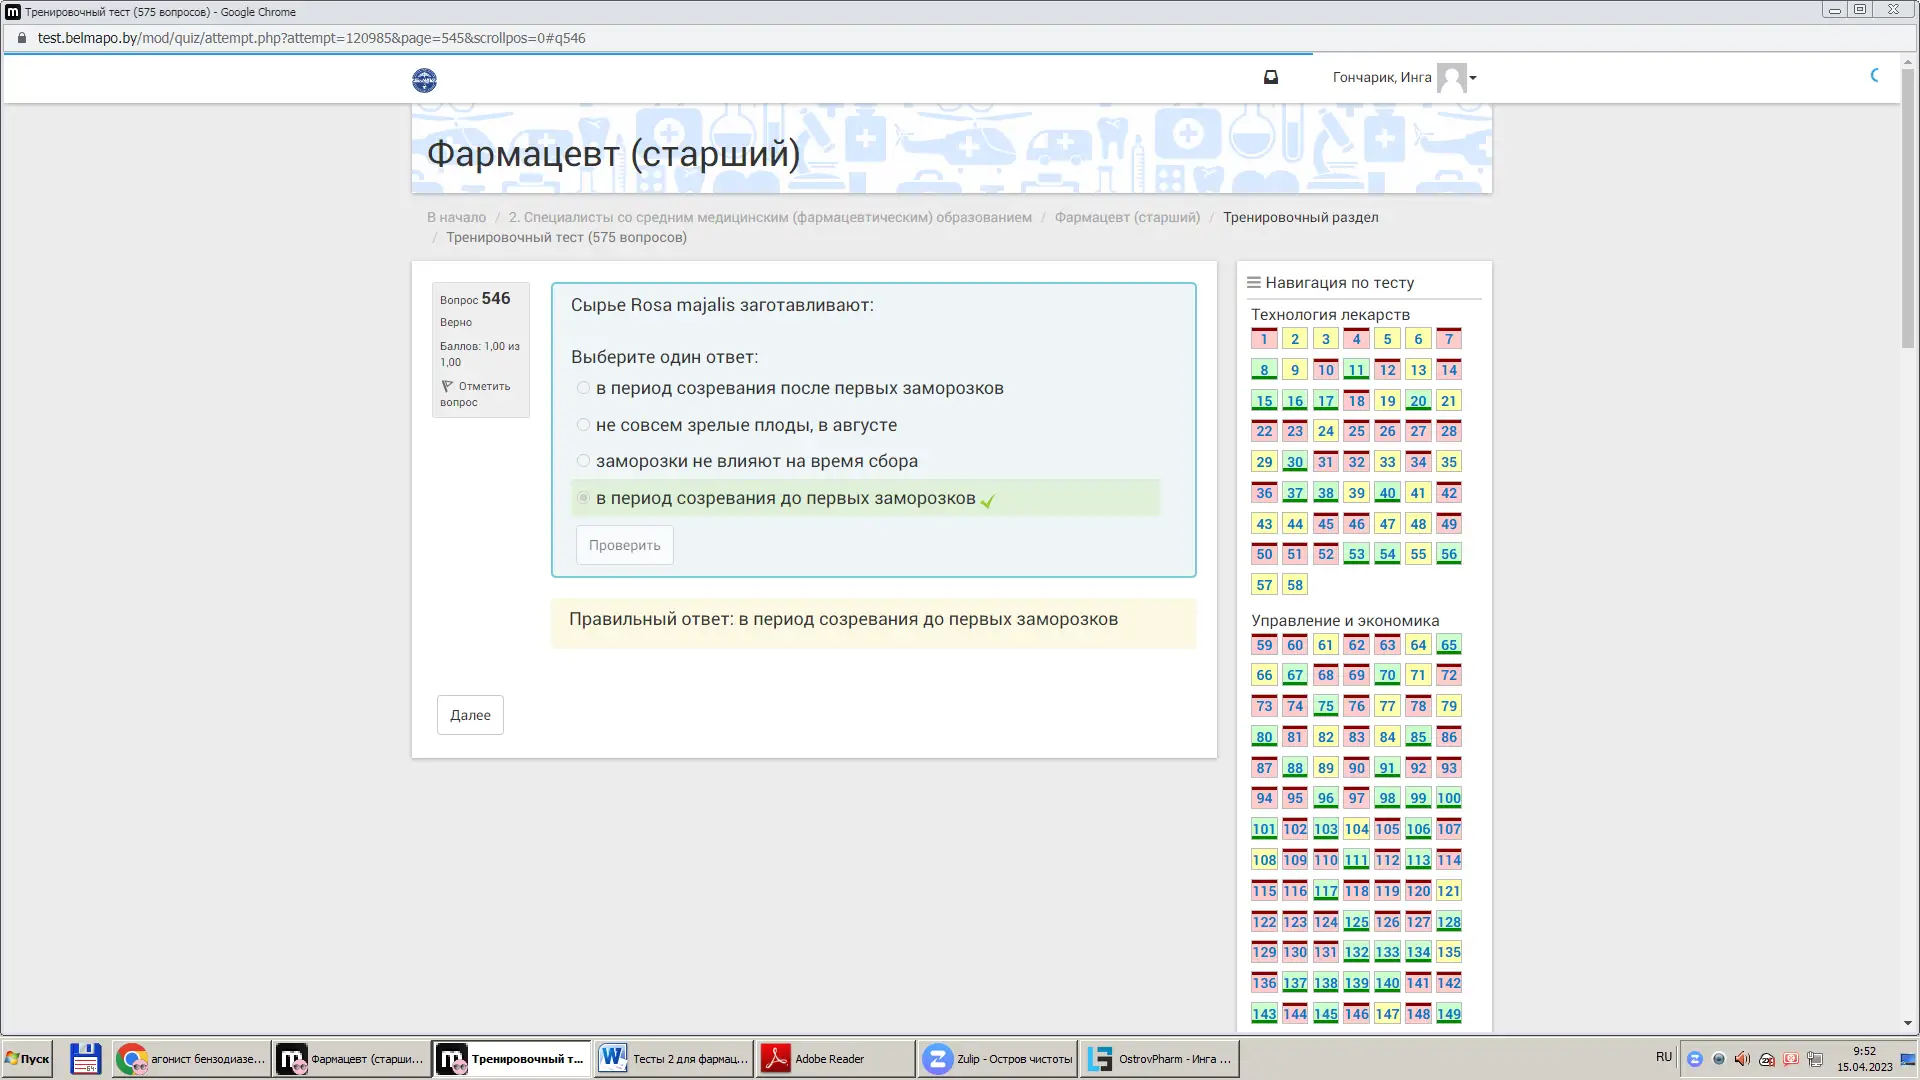 Тренировочный тест (575 вопросов) - Google Chrome
test.belmapo.by/mod/quiz/attempt.php?attempt=120985&page=545&scrollpos=0#q546
Гончарик, Инга
Фармацевт (старший)
В начало / 2. Специалисты со средним медицинским (фармацевтическим) образованием / Фармацевт (старший) / Тренировочный раздел
/ Тренировочный тест (575 вопросов)
Вопрос 546
Верно
Баллов: 1,00 из
1,00
Отметить
вопрос
Сырье Rosa majalis заготавливают:
Выберите один ответ:
в период созревания после первых заморозков
не совсем зрелые плоды, в августе
заморозки не влияют на время сбора
в период созревания до первых заморозков
Проверить
Правильный ответ: в период созревания до первых заморозков
Далее
Навигация по тесту
Технология лекарств
1 2 3 4 5 6 7
8 9 10 11 12 13 14
15 16 17 18 19 20 21
22 23 24 25 26 27 28
29 30 31 32 33 34 35
36 37 38 39 40 41 42
43 44 45 46 47 48 49
50 51 52 53 54 55 56
57 58
Управление и экономика
59 60 61 62 63 64 65
66 67 68 69 70 71 72
73 74 75 76 77 78 79
80 81 82 83 84 85 86
87 88 89 90 91 92 93
94 95 96 97 98 99 100
101 102 103 104 105 106 107
108 109 110 111 112 113 114
115 116 117 118 119 120 121
122 123 124 125 126 127 128
129 130 131 132 133 134 135
136 137 138 139 140 141 142
143 144 145 146 147 148 149
Пуск
агонист бензодиазе...
Фармацевт (старши...
Тренировочный т...
Тесты 2 для фармац...
Adobe Reader
Zulip - Остров чистоты
OstrovPharm - Инга ...
RU
9:52
15.04.2023